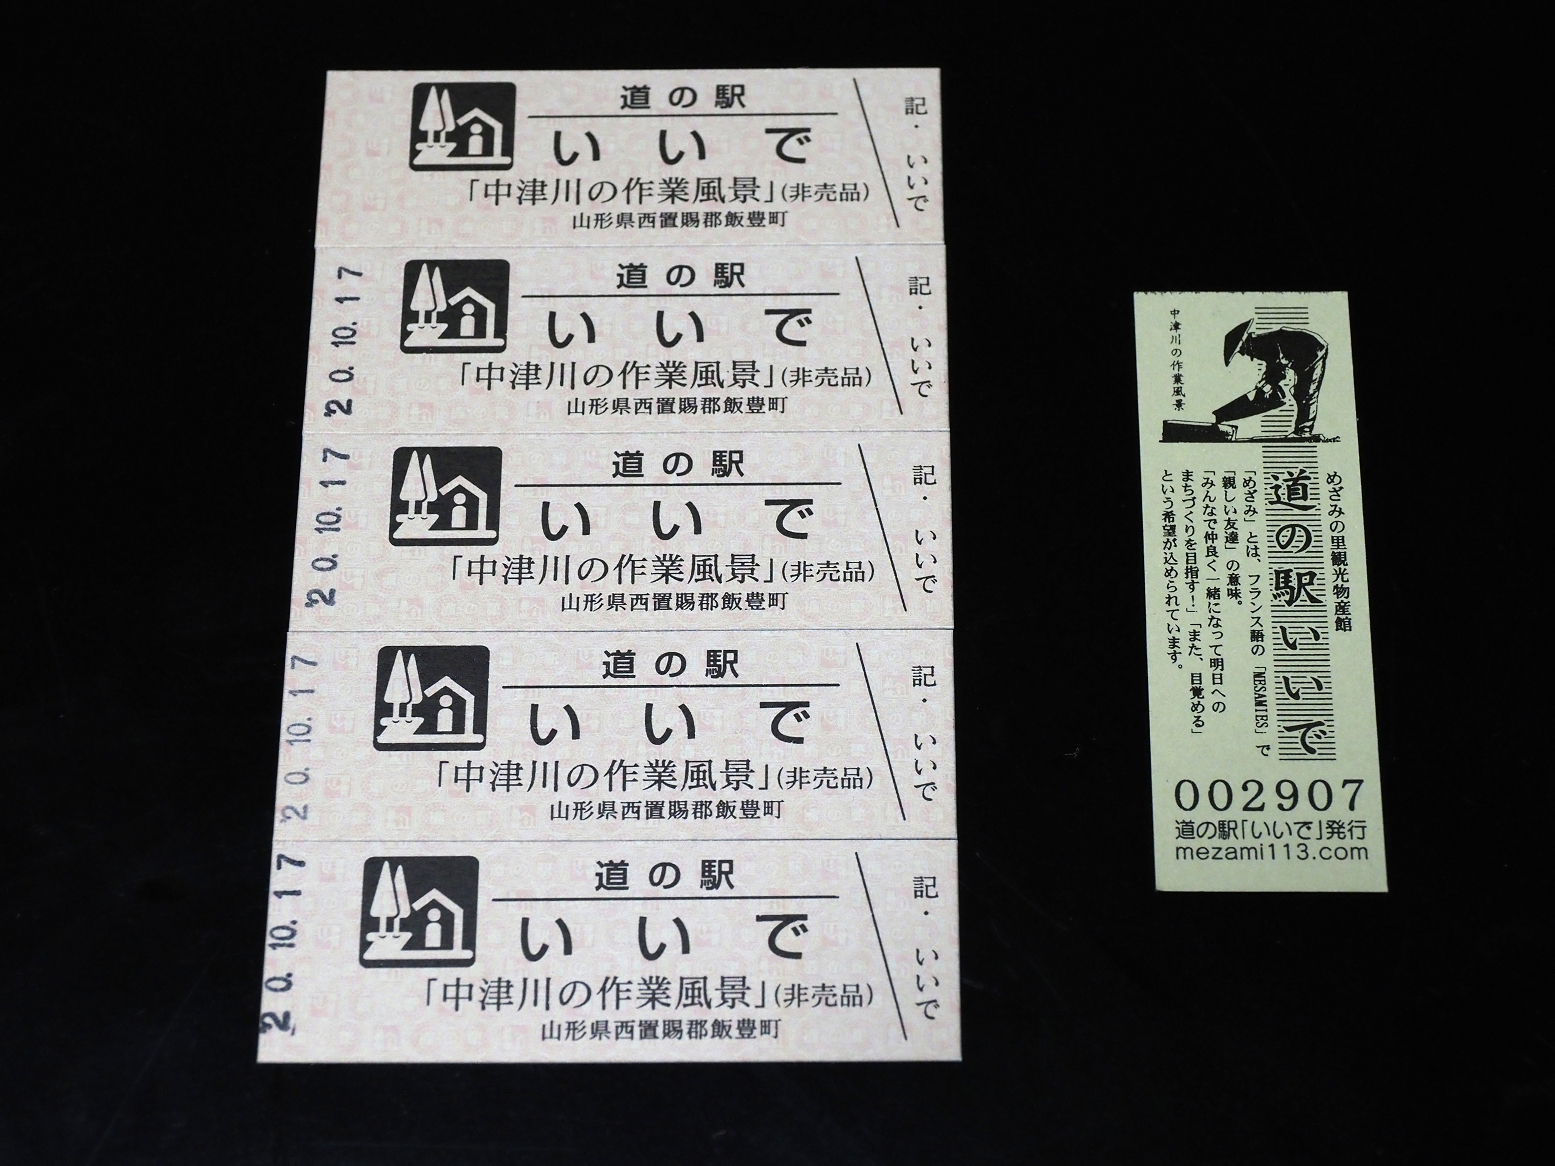 道の駅
いいで
「中津川の作業風景」(非売品)
山形県西置賜郡飯豊町
記・いいで
20.10.17
道の駅
いいで
「中津川の作業風景」(非売品)
山形県西置賜郡飯豊町
記・いいで
20.10.17
道の駅
いいで
「中津川の作業風景」(非売品)
山形県西置賜郡飯豊町
記・いいで
20.10.17
道の駅
いいで
「中津川の作業風景」(非売品)
山形県西置賜郡飯豊町
記・いいで
20.10.17
道の駅
いいで
「中津川の作業風景」(非売品)
山形県西置賜郡飯豊町
記・いいで
中津川の作業風景
めざみの里観光物産館
道の駅いいで
「めざみ」とは、フランス語の「MESAMIES」で
「親しい友達」の意味。
「みんなで仲良く一緒になって明日への
まちづくりを目指す!」「また、目覚める」
という希望が込められています。
002907
道の駅「いいで」発行
mezami113.com